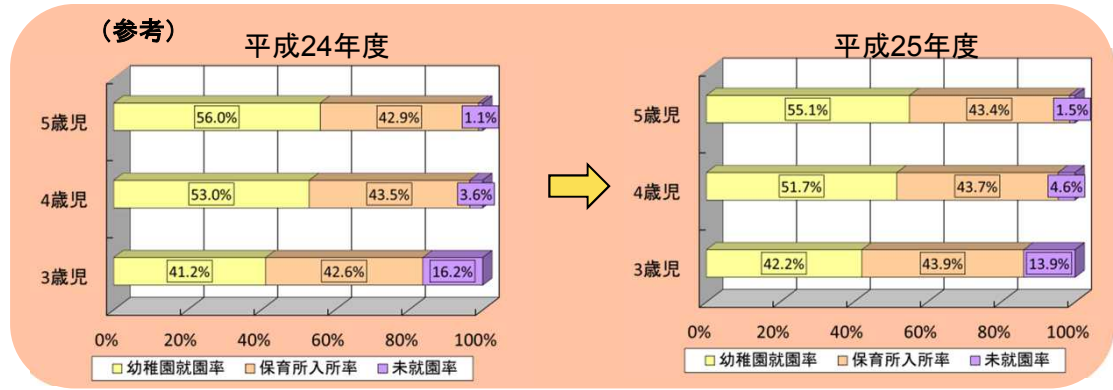 （参考）
平成24年度
5歳児
56.0% 42.9% 1.1%
4歳児
53.0% 43.5% 3.6%
3歳児
41.2% 42.6% 16.2%
0% 20% 40% 60% 80% 100%
幼稚園就園率 保育所入所率 未就園率
平成25年度
5歳児
55.1% 43.4% 1.5%
4歳児
51.7% 43.7% 4.6%
3歳児
42.2% 43.9% 13.9%
0% 20% 40% 60% 80% 100%
幼稚園就園率 保育所入所率 未就園率